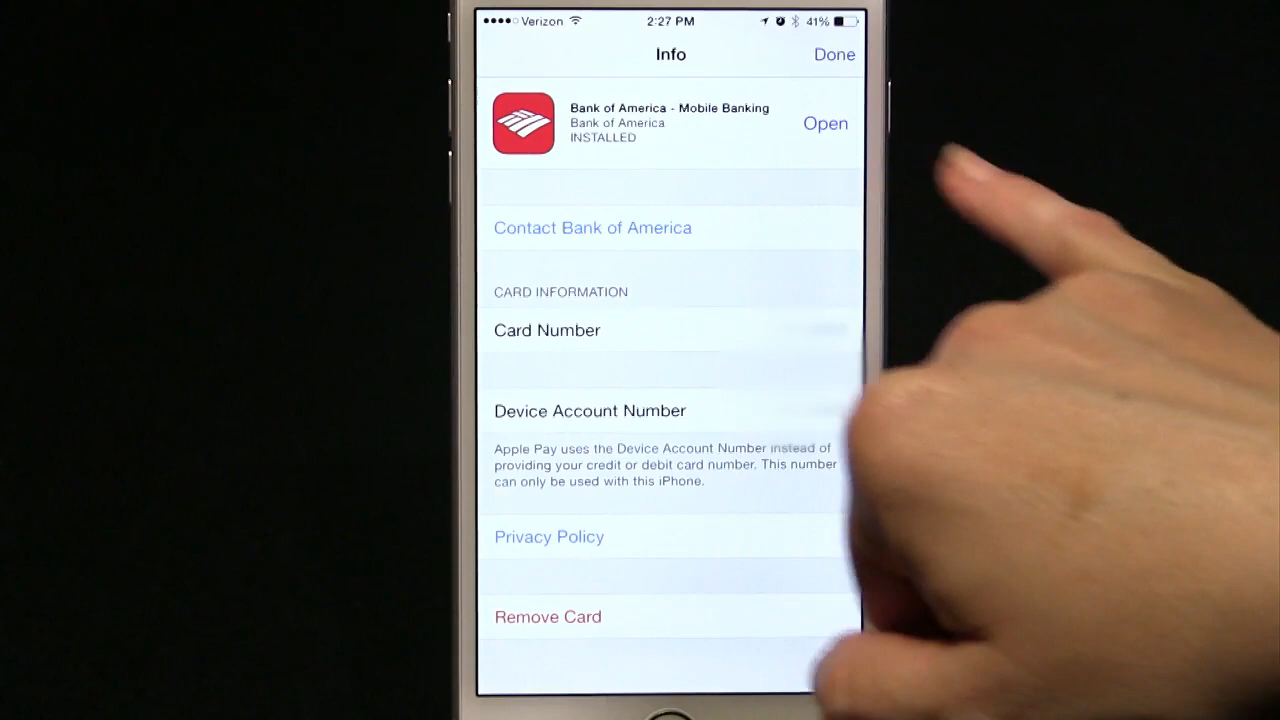 Verizon 2:27 PM 41%
Info Done
Bank of America - Mobile Banking
Bank of America
INSTALLED
Open
Contact Bank of America
CARD INFORMATION
Card Number
Device Account Number
Apple Pay uses the Device Account Number instead of
providing your credit or debit card number. This number
can only be used with this iPhone.
Privacy Policy
Remove Card